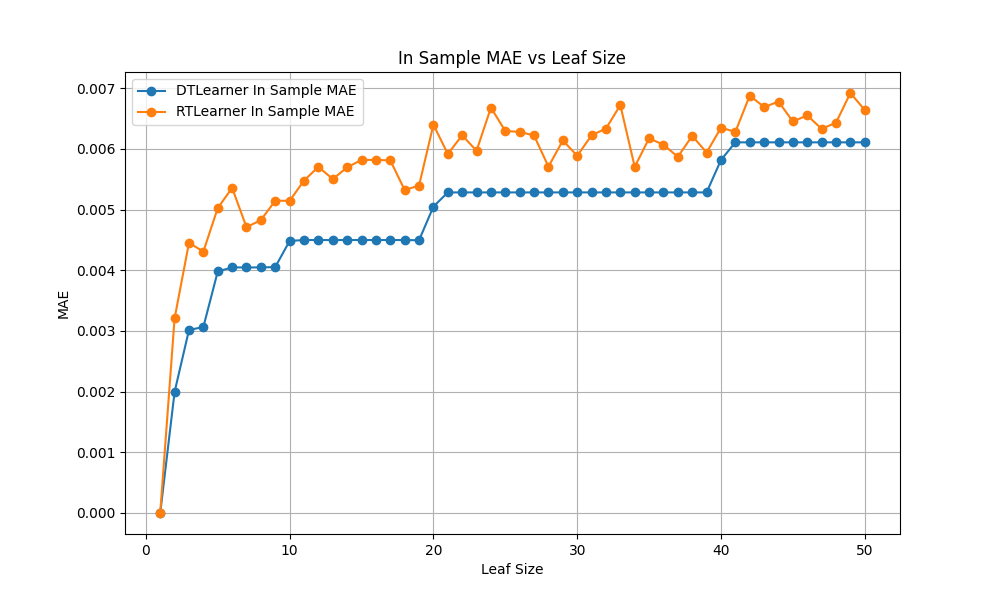 In Sample MAE vs Leaf Size
DTLearner In Sample MAE
RTLearner In Sample MAE
MAE
0.007
0.006
0.005
0.004
0.003
0.002
0.001
0.000
0 10 20 30 40 50
Leaf Size